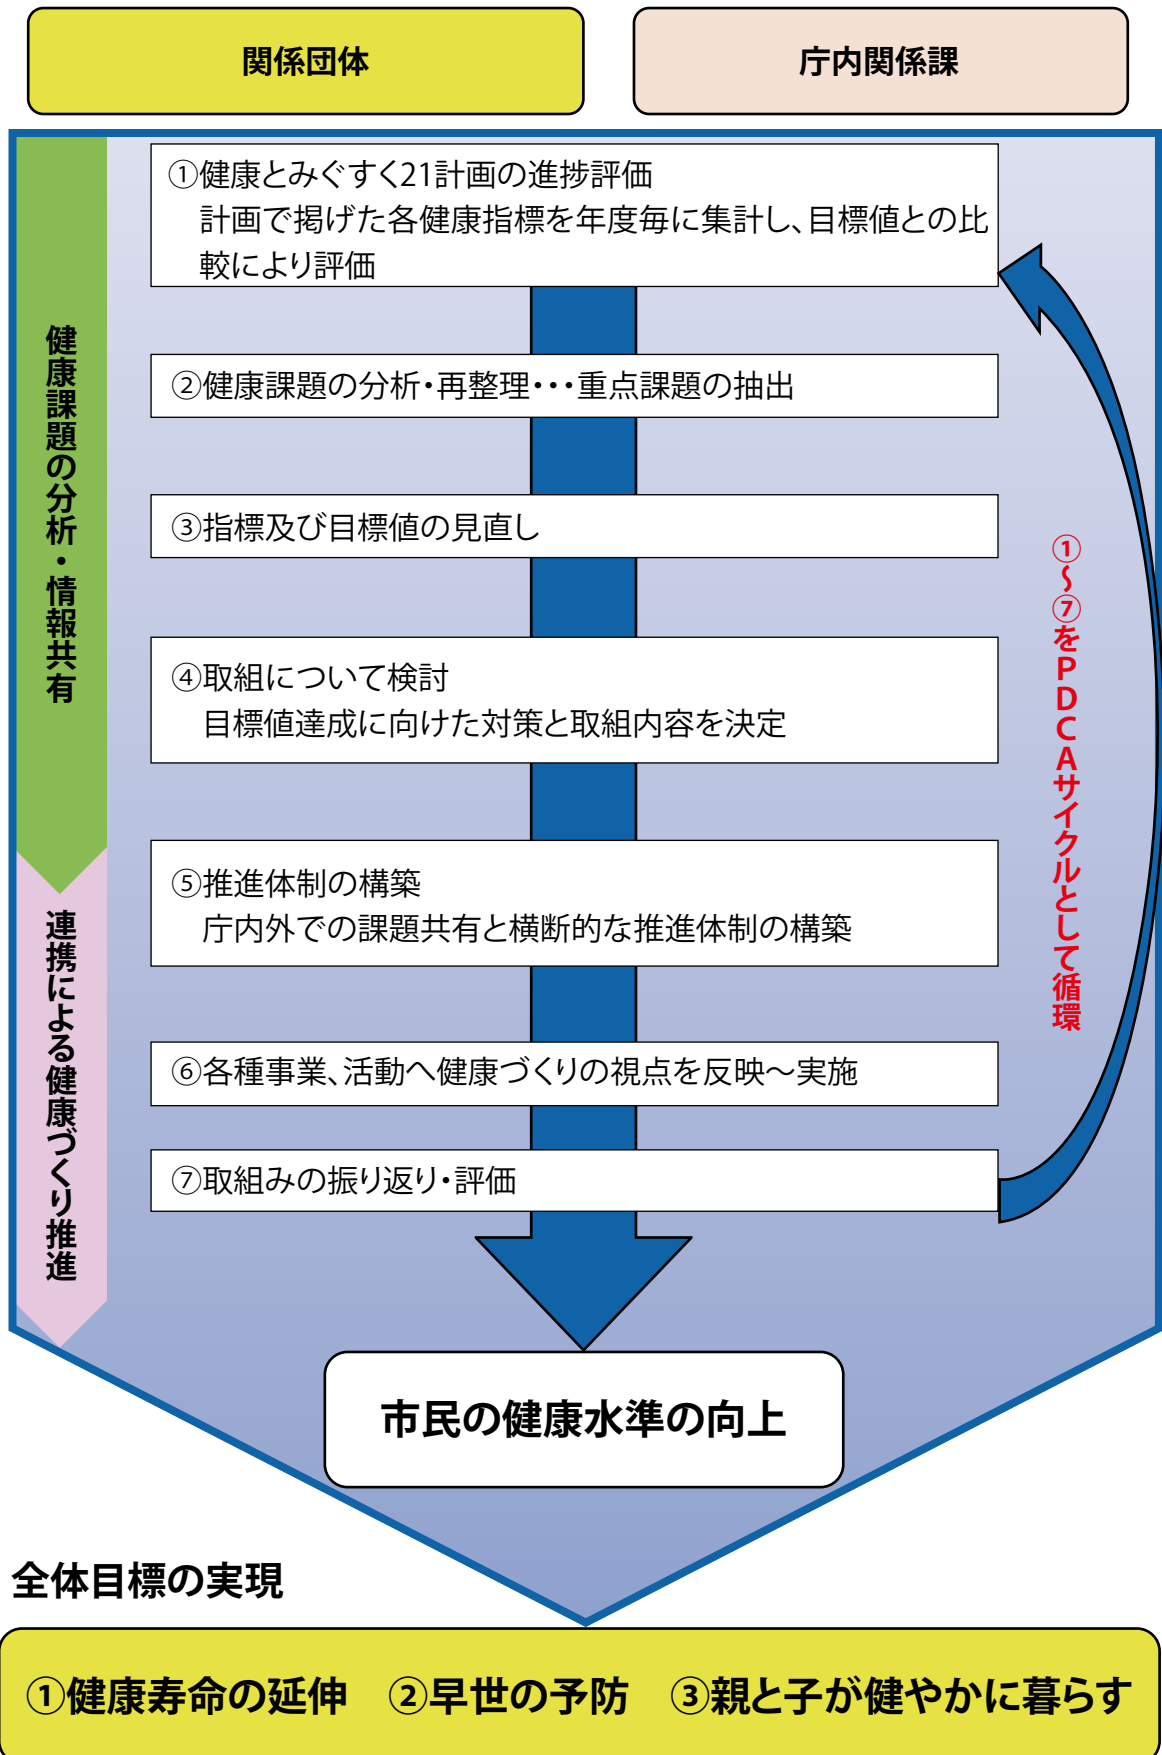 関係団体
庁内関係課
①健康とみぐすく21計画の進捗評価
計画で掲げた各健康指標を年度毎に集計し、目標値との比
較により評価
②健康課題の分析・再整理・・・重点課題の抽出
③指標及び目標値の見直し
④取組について検討
目標値達成に向けた対策と取組内容を決定
⑤推進体制の構築
庁内外での課題共有と横断的な推進体制の構築
⑥各種事業、活動へ健康づくりの視点を反映～実施
⑦取組みの振り返り・評価
健康課題の分析・情報共有
連携による健康づくり推進
①～⑦をPDCAサイクルとして循環
市民の健康水準の向上
全体目標の実現
①健康寿命の延伸　②早世の予防　③親と子が健やかに暮らす